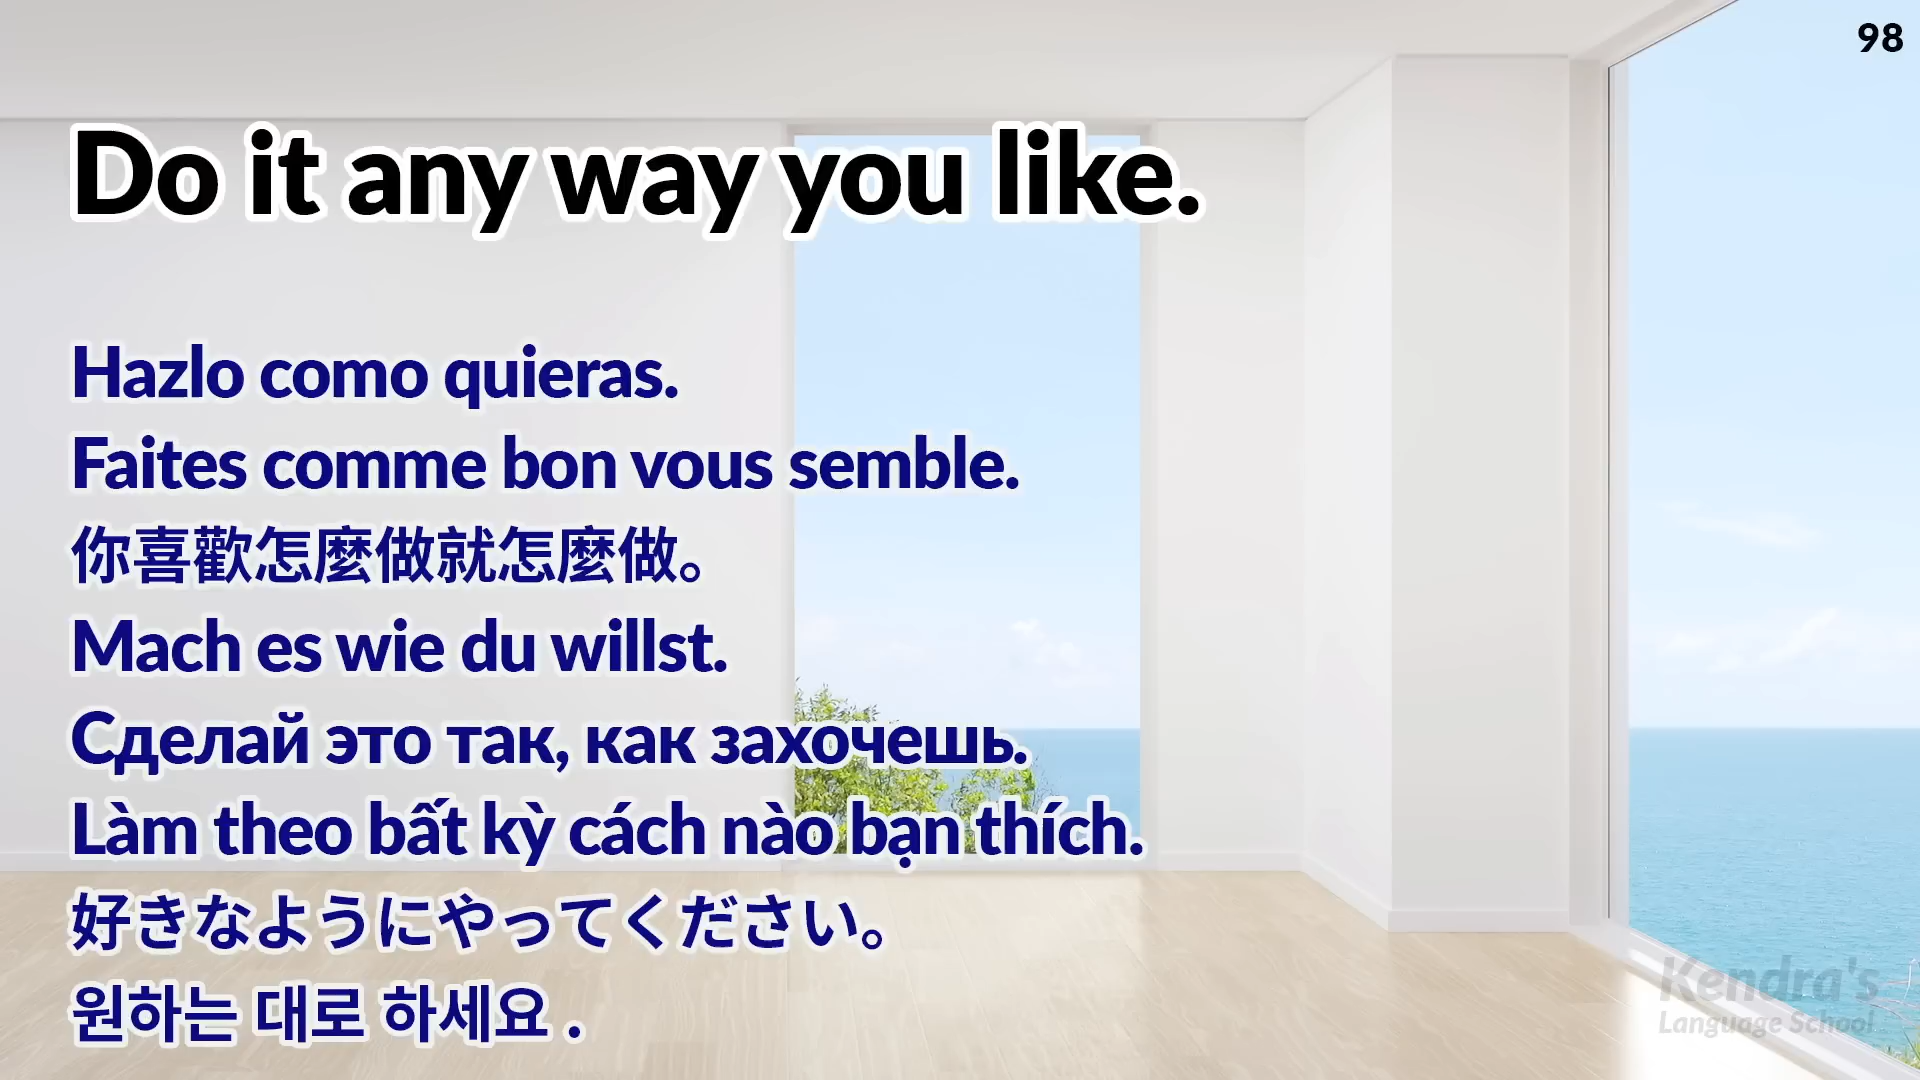 98
Do it any way you like.
Hazlo como quieras.
Faites comme bon vous semble.
你喜歡怎麼做就怎麼做。
Mach es wie du willst.
Сделай это так, как захочешь.
Làm theo bất kỳ cách nào bạn thích.
好きなようにやってください。
원하는 대로 하세요 .
Kendra's
Language School